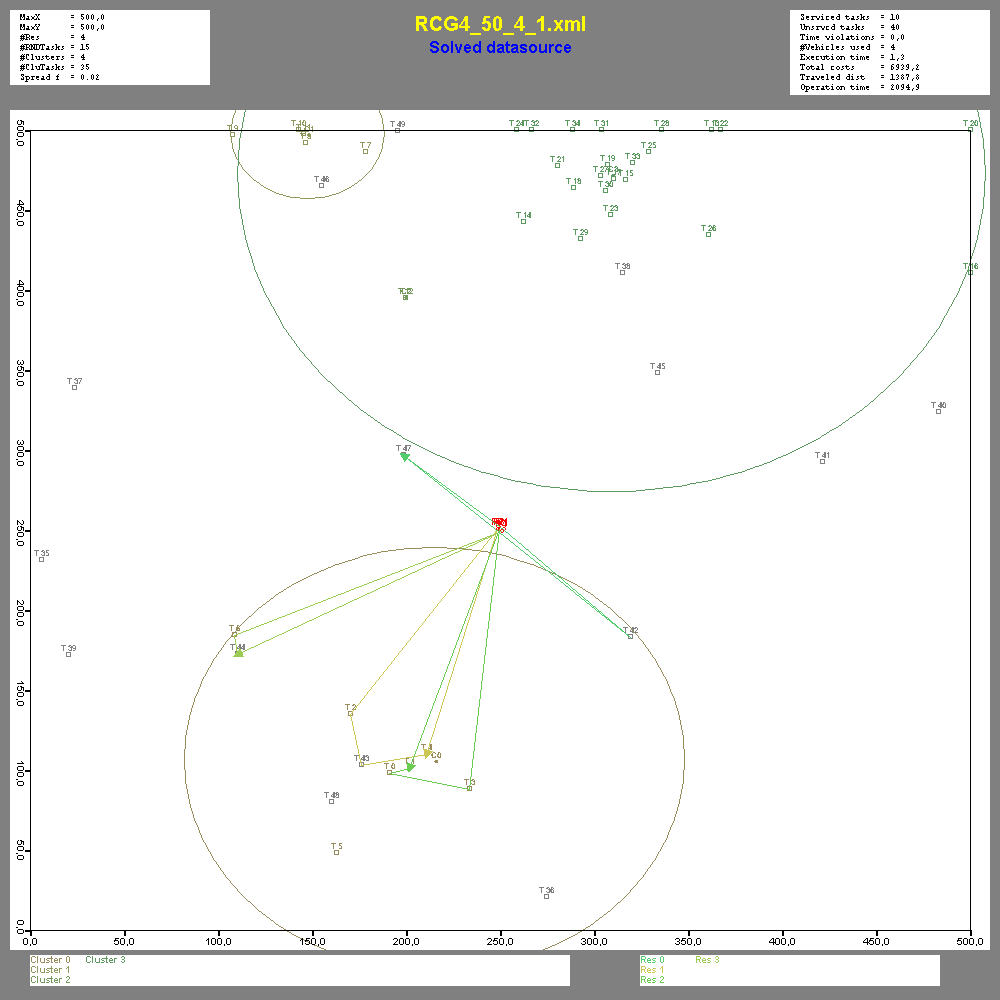 RCG4_50_4_1.xml
Solved datasource
MaxX = 500,0
MaxY = 500,0
#Res = 4
#RNDTasks = 15
#Clusters = 4
#CluTasks = 35
Spread f = 0.02
Serviced tasks = 10
Unsrvcd tasks = 40
Time violations = 0,0
#Vehicles used = 4
Execution time = 1,3
Total costs = 6939,2
Traveled dist = 1387,8
Operation time = 2094,9
T 9
T 10
T 7
T 49
T 46
T 24
T 32
T 34
T 31
T 28
T 13
T 22
T 20
T 21
T 19
T 33
T 25
T 18
T 15
T 30
T 14
T 23
T 29
T 26
T 38
T 16
T 37
T 45
T 40
T 47
T 41
T 35
T 6
T 42
T 39
T 44
T 2
T 43
C0
T 0
T 3
T 48
T 5
T 36
500,0
450,0
400,0
350,0
300,0
250,0
200,0
150,0
100,0
50,0
0,0
0,0 50,0 100,0 150,0 200,0 250,0 300,0 350,0 400,0 450,0 500,0
Cluster 0 Cluster 3
Cluster 1
Cluster 2
Res 0 Res 3
Res 1
Res 2